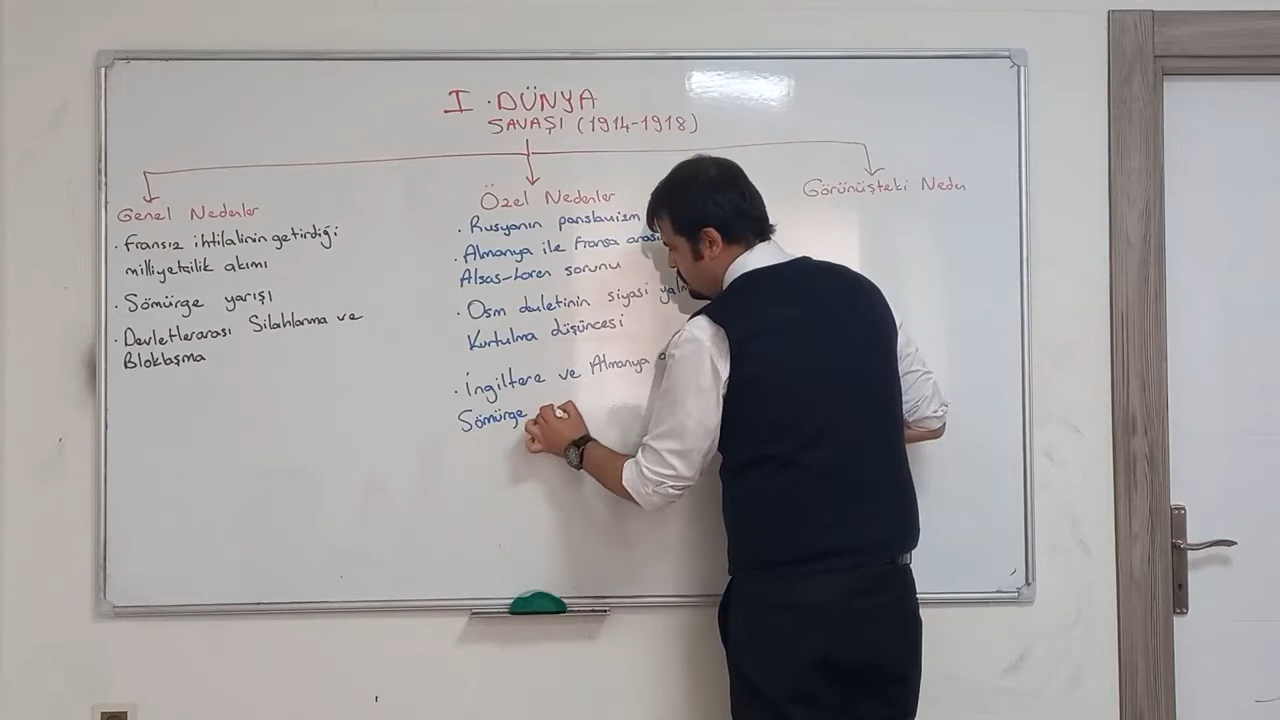 I. DÜNYA
SAVAŞI (1914-1918)
Genel Nedenler
· Fransız ihtilalinin getirdiği
milliyetçilik akımı
· Sömürge yarışı
· Devletlerarası Silahlanma ve
Bloklaşma
Özel Nedenler
· Rusyanın panslavizm
· Almanya ile Fransa
Alsas-Loren sorunu
· Osm devletinin siyasi
Kurtulma düşüncesi
· İngiltere ve Almanya
Sömürge
Görünüşteki Neden